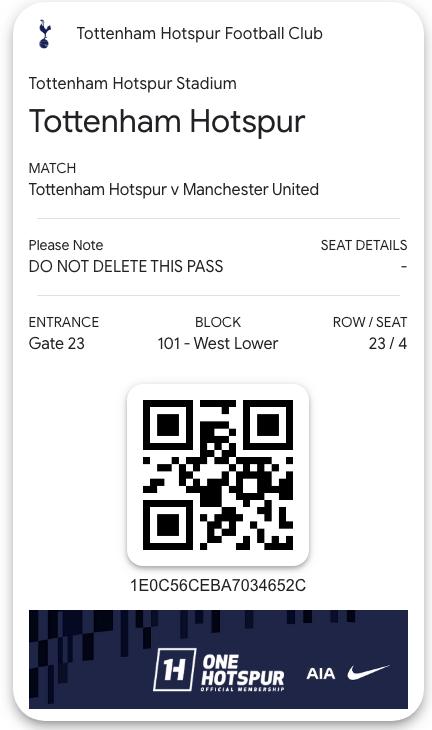 Tottenham Hotspur Football Club
Tottenham Hotspur Stadium
Tottenham Hotspur
MATCH
Tottenham Hotspur v Manchester United
Please Note SEAT DETAILS
DO NOT DELETE THIS PASS -
ENTRANCE BLOCK ROW / SEAT
Gate 23 101 - West Lower 23 / 4
1E0C56CEBA7034652C
1H ONE
HOTSPUR
OFFICIAL MEMBERSHIP
AIA